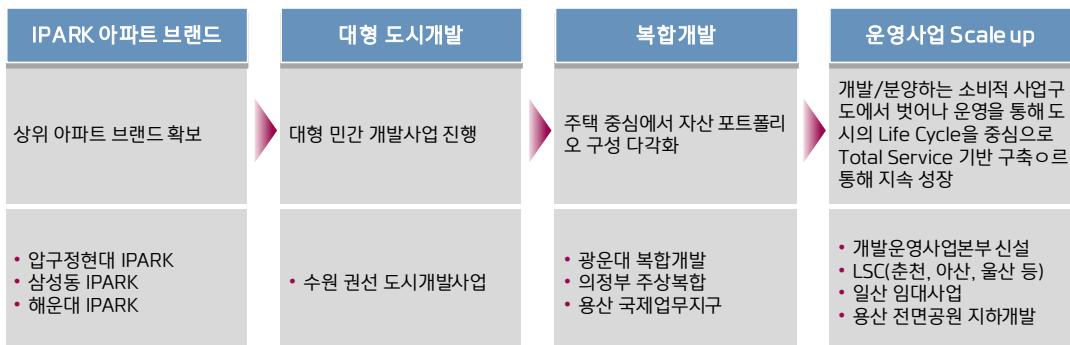 IPARK 아파트 브랜드
상위 아파트 브랜드 확보
• 압구정현대 IPARK
• 삼성동 IPARK
• 해운대 IPARK
대형 도시개발
대형 민간 개발사업 진행
• 수원 권선 도시개발사업
복합개발
주택 중심에서 자산 포트폴리
오 구성 다각화
• 광운대 복합개발
• 의정부 주상복합
• 용산 국제업무지구
운영사업 Scale up
개발/분양하는 소비적 사업구
도에서 벗어나 운영을 통해 도
시의 Life Cycle을 중심으로
Total Service 기반 구축ㅇ르
통해 지속 성장
• 개발운영사업본부 신설
• LSC(춘천, 아산, 울산 등)
• 일산 임대사업
• 용산 전면공원 지하개발